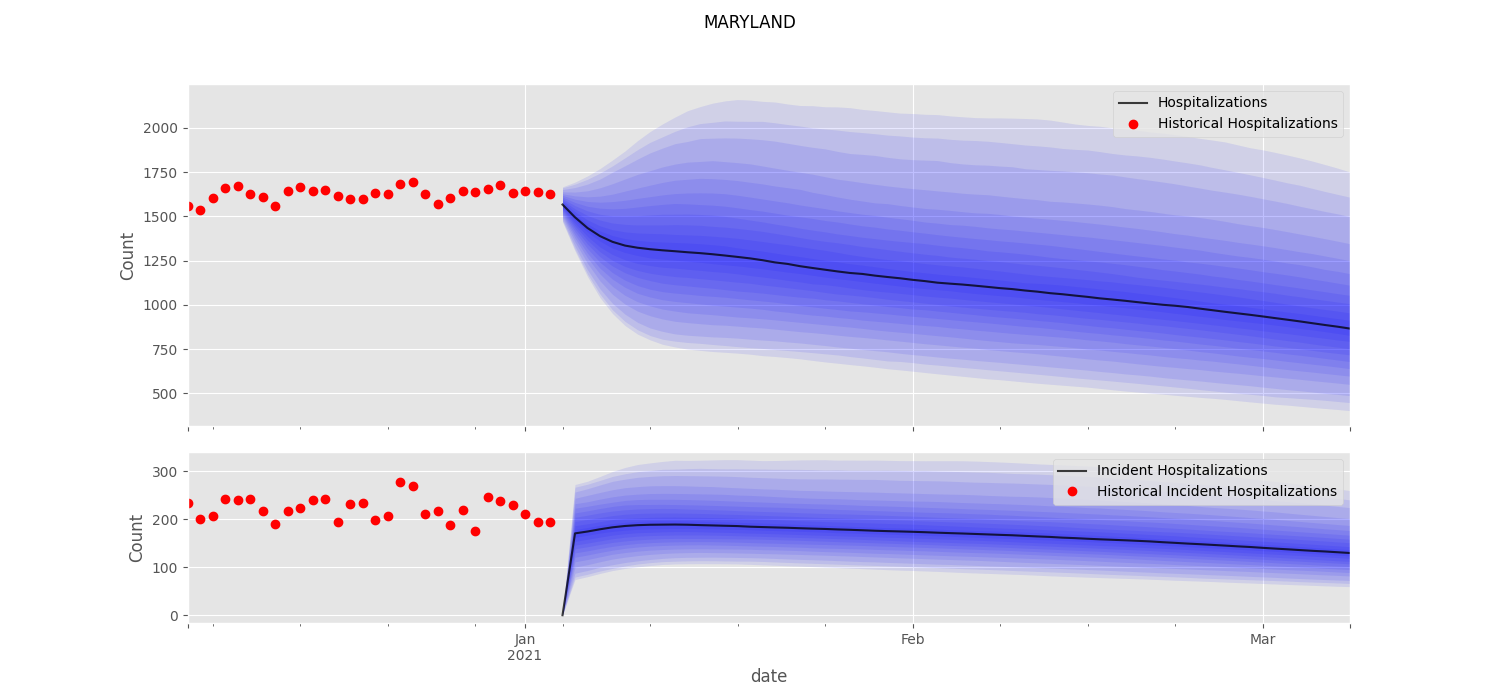 MARYLAND
Hospitalizations
Historical Hospitalizations
2000
1750
1500
1250
1000
750
500
Count
Incident Hospitalizations
Historical Incident Hospitalizations
300
200
100
0
Count
Jan
2021
Feb
Mar
date